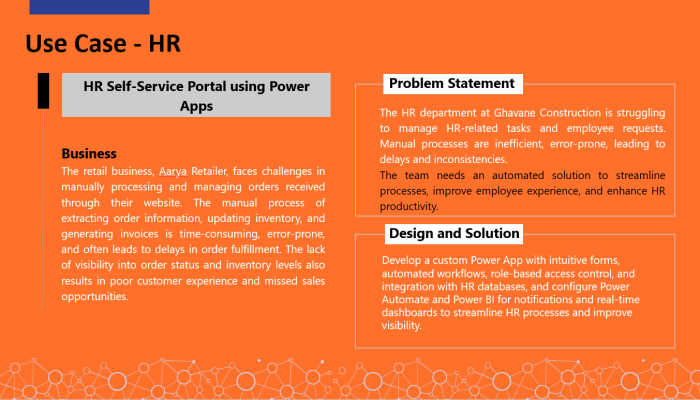 Use Case - HR
HR Self-Service Portal using Power
Apps
Business
The retail business, Aarya Retailer, faces challenges in
manually processing and managing orders received
through their website. The manual process of
extracting order information, updating inventory, and
generating invoices is time-consuming, error-prone,
and often leads to delays in order fulfillment. The lack
of visibility into order status and inventory levels also
results in poor customer experience and missed sales
opportunities.
Problem Statement
The HR department at Ghavane Construction is struggling
to manage HR-related tasks and employee requests.
Manual processes are inefficient, error-prone, leading to
delays and inconsistencies.
The team needs an automated solution to streamline
processes, improve employee experience, and enhance HR
productivity.
Design and Solution
Develop a custom Power App with intuitive forms,
automated workflows, role-based access control, and
integration with HR databases, and configure Power
Automate and Power BI for notifications and real-time
dashboards to streamline HR processes and improve
visibility.